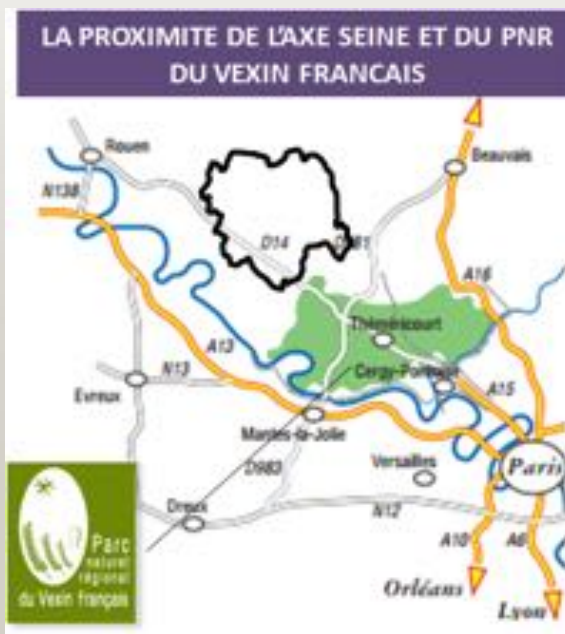 LA PROXIMITE DE L'AXE SEINE ET DU PNR
DU VEXIN FRANCAIS
Rouen
Beauvais
N138
D14
D981
A16
Théméricourt
A13
Cergy-Pontoise
N13
A15
Evreux
Mantes-la-Jolie
D983
Versailles
Paris
Dreux
N12
A10
A6
Orléans
Lyon
Parc
naturel
régional
du Vexin français